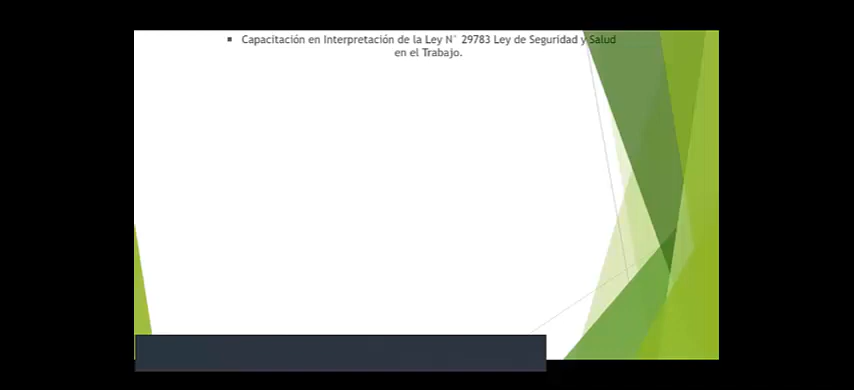 ▪ Capacitación en Interpretación de la Ley N° 29783 Ley de Seguridad y Salud
en el Trabajo.